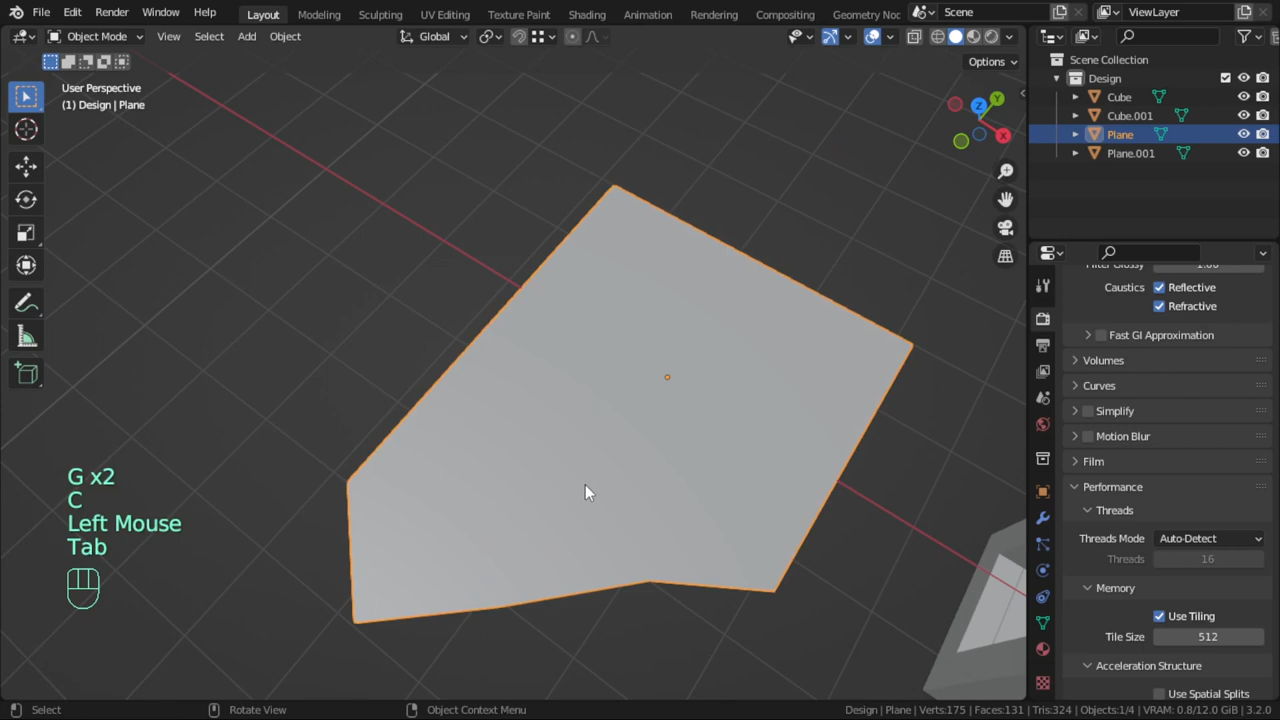 File Edit Render Window Help Layout Modeling Sculpting UV Editing Texture Paint Shading Animation Rendering Compositing Geometry Noc Scene ViewLayer
Object Mode View Select Add Object Global
Options
User Perspective
(1) Design | Plane
Z
Y
X
Scene Collection
Design
Cube
Cube.001
Plane
Plane.001
1.00
Caustics Reflective
Refractive
Fast GI Approximation
Volumes
Curves
Simplify
Motion Blur
Film
Performance
Threads
Threads Mode Auto-Detect
Threads 16
Memory
Use Tiling
Tile Size 512
Acceleration Structure
Use Spatial Splits
G x2
C
Left Mouse
Tab
Select Rotate View Object Context Menu Design | Plane | Verts:175 | Faces:131 | Tris:324 | Objects:1/4 | VRAM: 0.8/12.0 GiB | 3.2.0